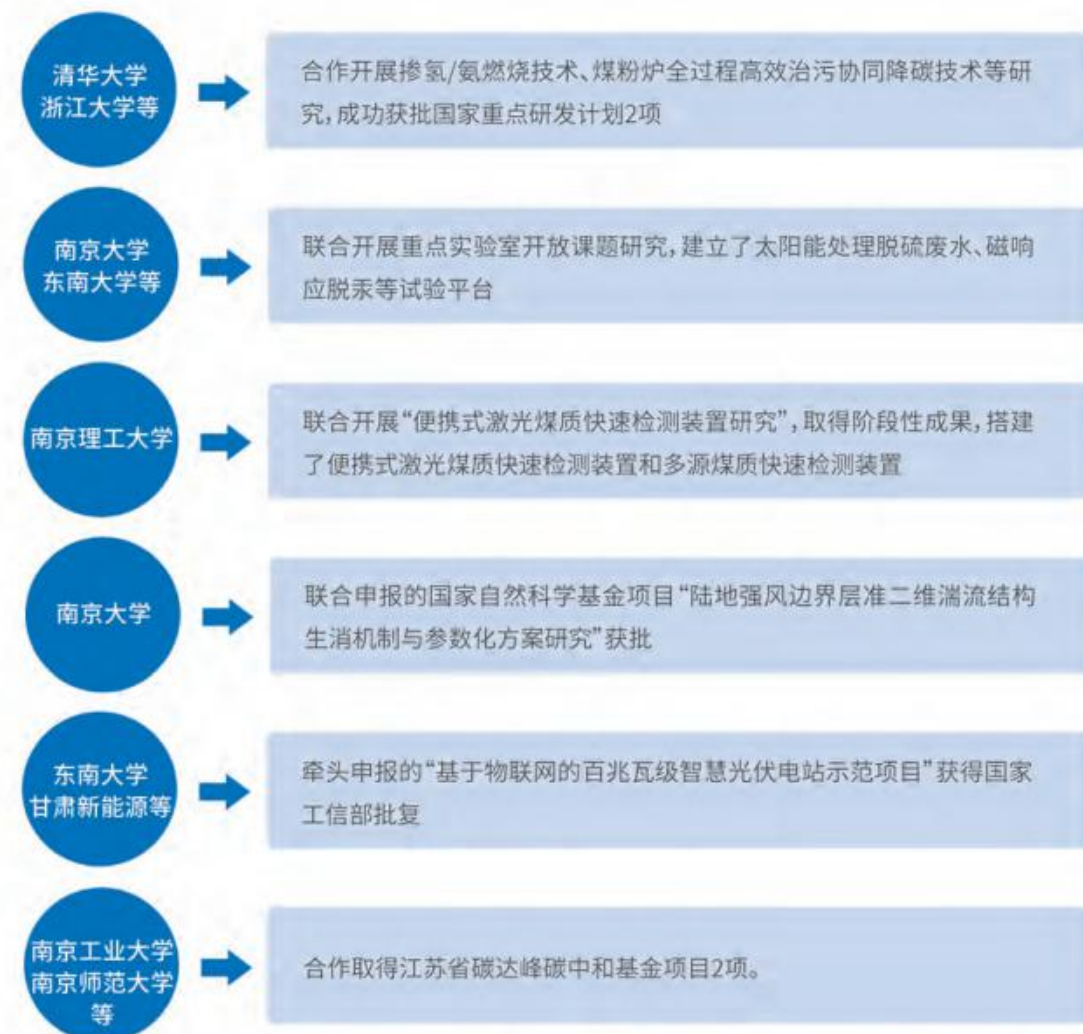 清华大学
浙江大学等
合作开展掺氢/氨燃烧技术、煤粉炉全过程高效治污协同降碳技术等研
究,成功获批国家重点研发计划2项
南京大学
东南大学等
联合开展重点实验室开放课题研究,建立了太阳能处理脱硫废水、磁响
应脱汞等试验平台
南京理工大学
联合开展“便携式激光煤质快速检测装置研究”,取得阶段性成果,搭建
了便携式激光煤质快速检测装置和多源煤质快速检测装置
南京大学
联合申报的国家自然科学基金项目“陆地强风边界层准二维湍流结构
生消机制与参数化方案研究”获批
东南大学
甘肃新能源等
牵头申报的“基于物联网的百兆瓦级智慧光伏电站示范项目”获得国家
工信部批复
南京工业大学
南京师范大学
等
合作取得江苏省碳达峰碳中和基金项目2项。